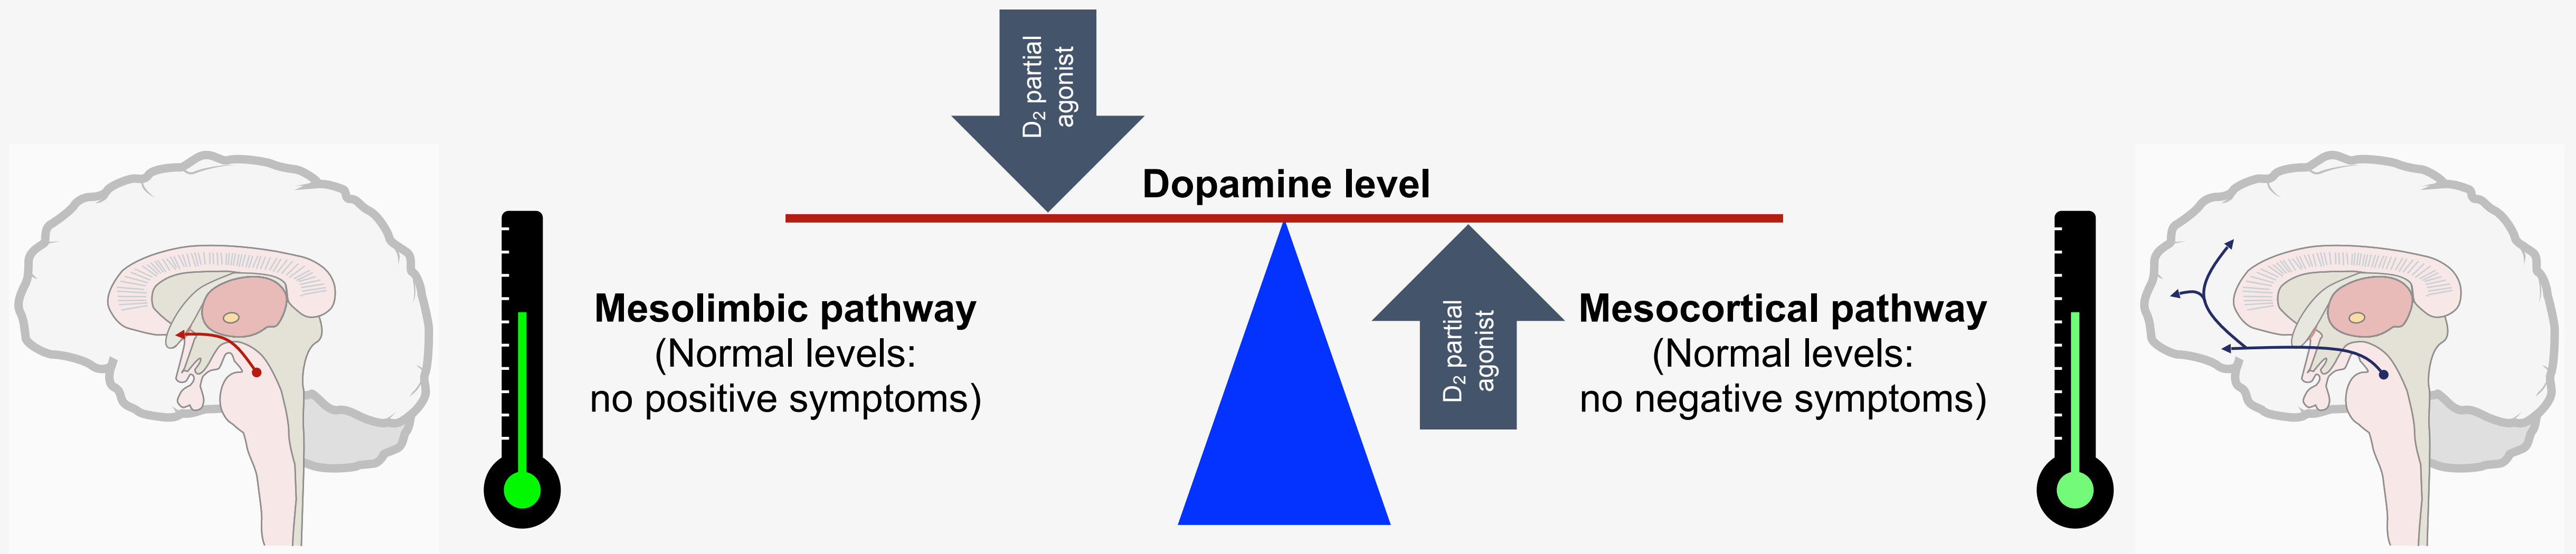 D₂ partial
agonist
Dopamine level
Mesolimbic pathway
(Normal levels:
no positive symptoms)
D₂ partial
agonist
Mesocortical pathway
(Normal levels:
no negative symptoms)